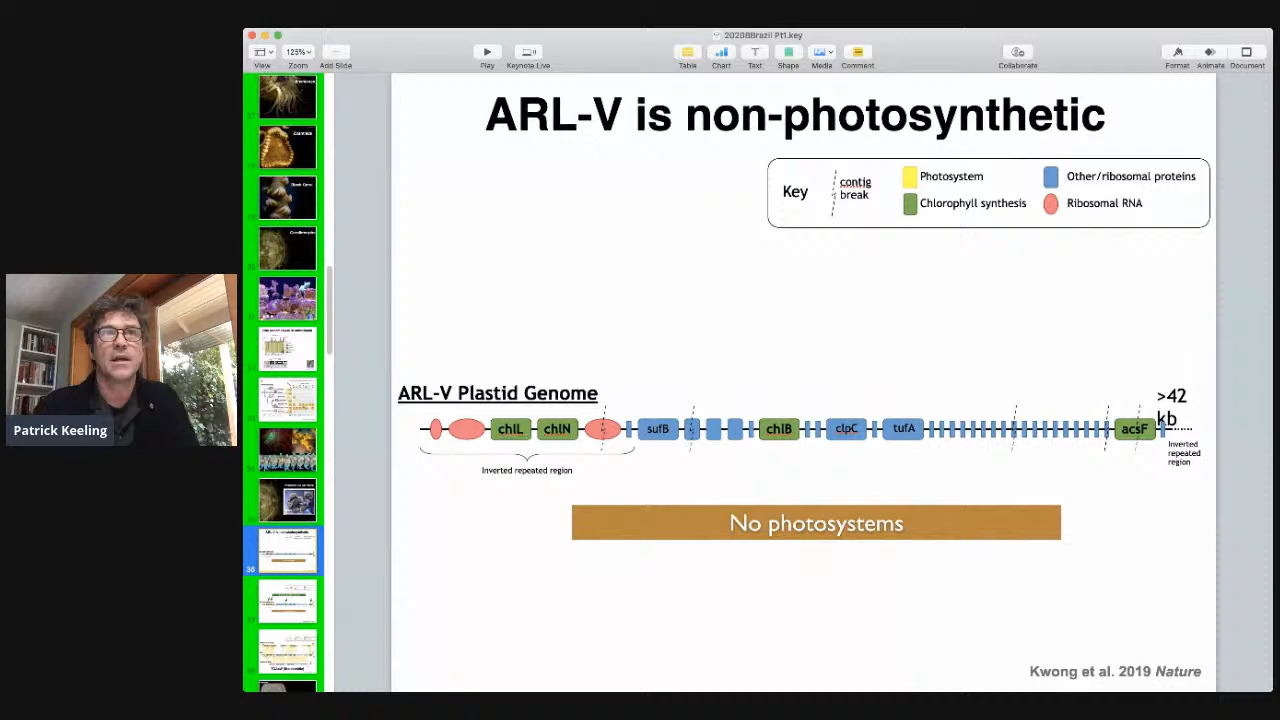 2020BBrazil Pt1.key
125%
View
Zoom
Add Slide
Play
Keynote Live
Table
Chart
Text
Shape
Media
Comment
Collaborate
Format
Animate
Document
ARL-V is non-photosynthetic
Key
contig
break
Photosystem
Chlorophyll synthesis
Other/ribosomal proteins
Ribosomal RNA
ARL-V Plastid Genome
>42
kb
chlL
chlN
sufB
chlB
clpC
tufA
acsF
Inverted repeated region
Inverted
repeated
region
No photosystems
Kwong et al. 2019 Nature
Patrick Keeling
36